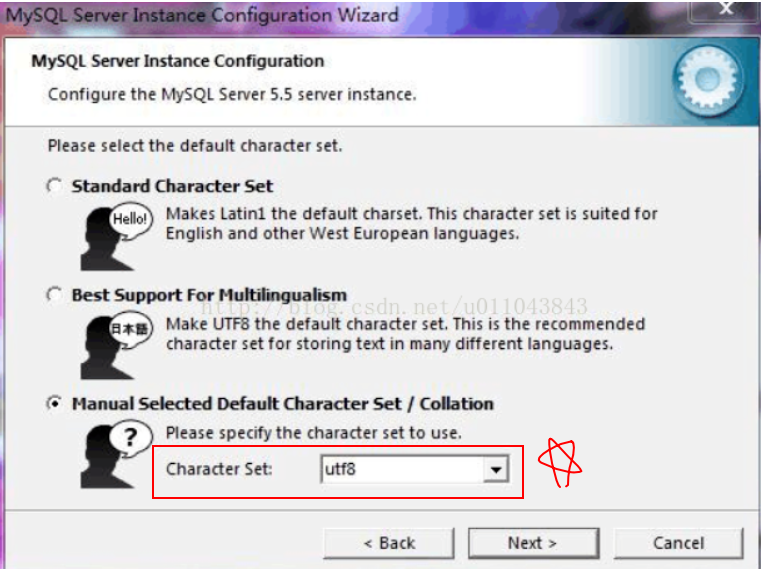 MySQL Server Instance Configuration Wizard
X
MySQL Server Instance Configuration
Configure the MySQL Server 5.5 server instance.
Please select the default character set.
Standard Character Set
Hello!
Makes Latin1 the default charset. This character set is suited for
English and other West European languages.
Best Support For Multilingualism
http://blog.csdn.net/u011043843
日本語
Make UTF8 the default character set. This is the recommended
character set for storing text in many different languages.
Manual Selected Default Character Set / Collation
?
Please specify the character set to use.
Character Set: utf8
< Back Next > Cancel